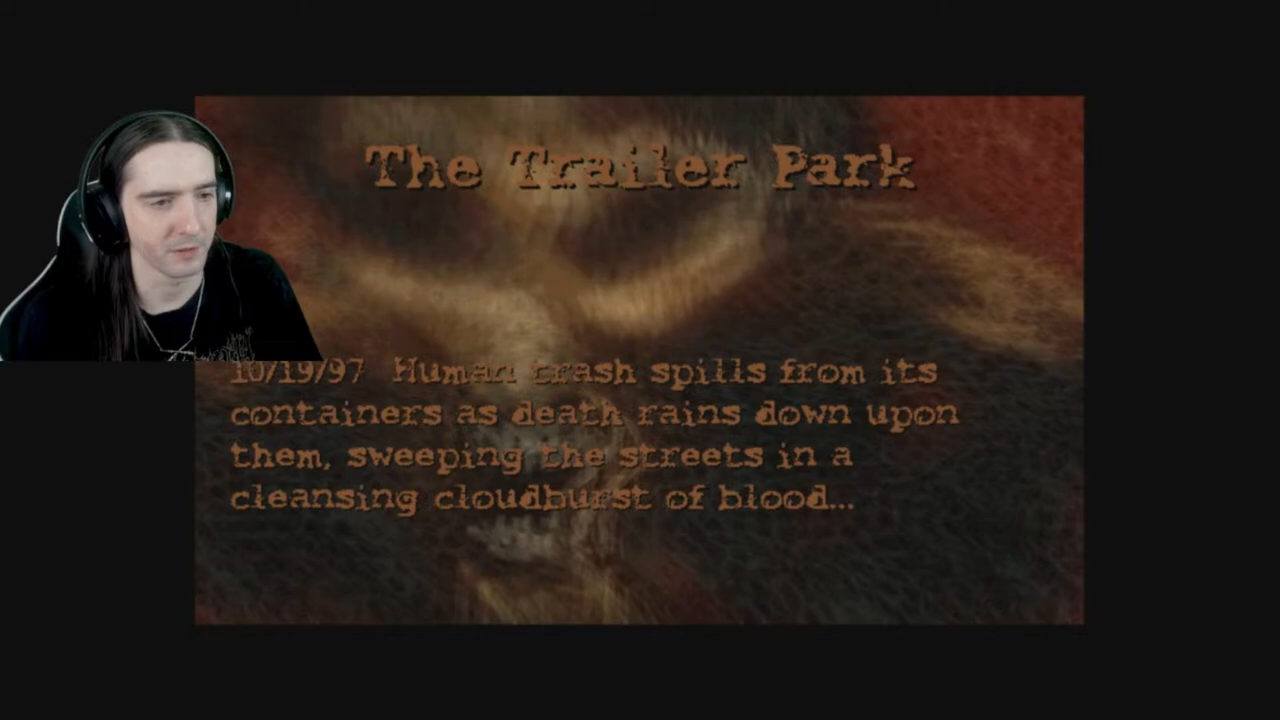 The Trailer Park
10/19/97 Human trash spills from its
containers as death rains down upon
them, sweeping the streets in a
cleansing cloudburst of blood...